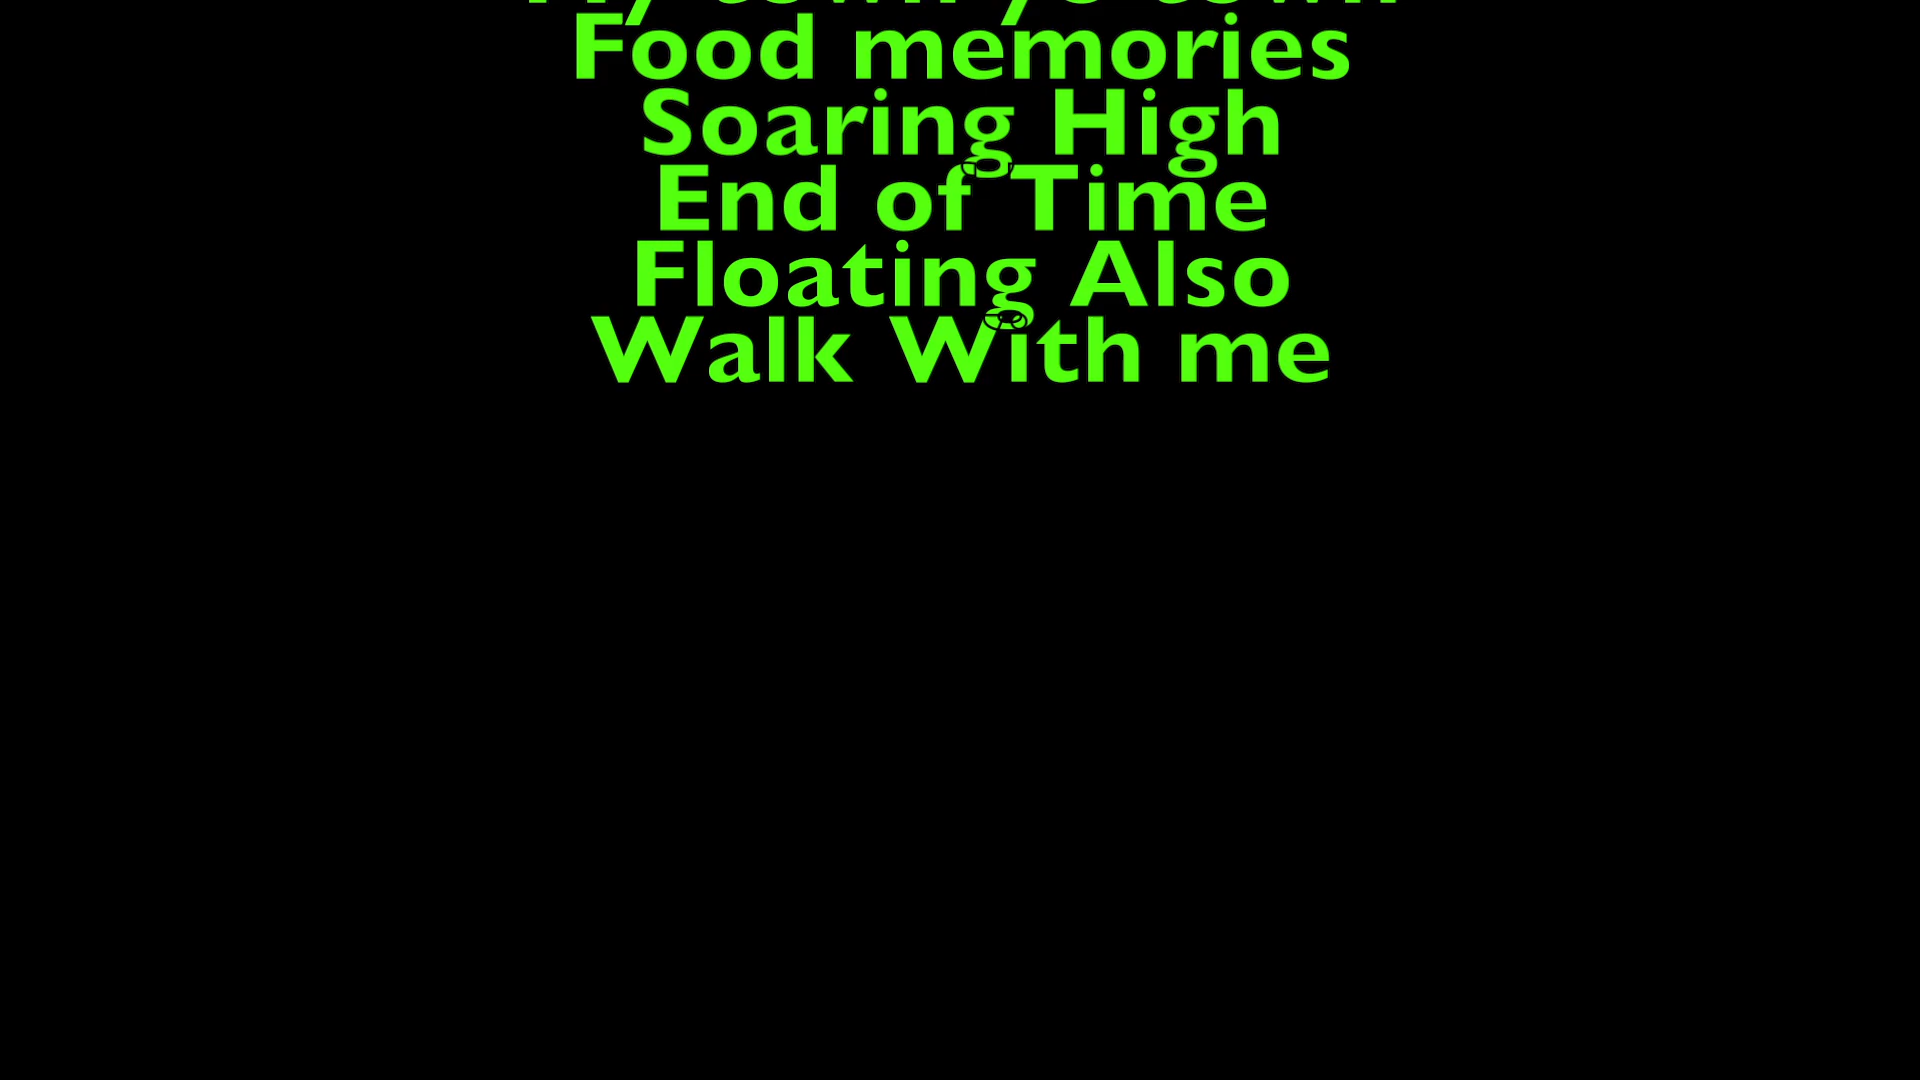 Food memories
Soaring High
End of Time
Floating Also
Walk With me